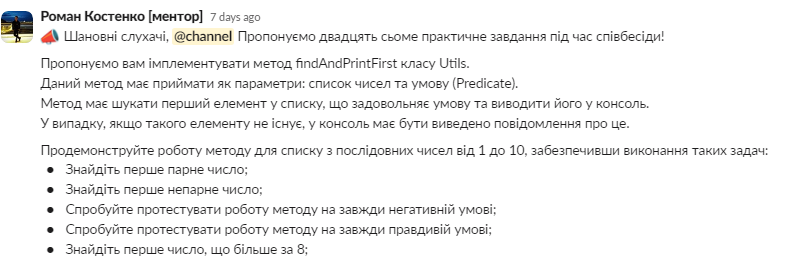 Роман Костенко [ментор] 7 days ago
Шановні слухачі, @channel Пропонуємо двадцять сьоме практичне завдання під час співбесіди!
Пропонуємо вам імплементувати метод findAndPrintFirst класу Utils.
Даний метод має приймати як параметри: список чисел та умову (Predicate).
Метод має шукати перший елемент у списку, що задовольняє умову та виводити його у консоль.
У випадку, якщо такого елементу не існує, у консоль має бути виведено повідомлення про це.
Продемонструйте роботу методу для списку з послідовних чисел від 1 до 10, забезпечивши виконання таких задач:
● Знайдіть перше парне число;
● Знайдіть перше непарне число;
● Спробуйте протестувати роботу методу на завжди негативній умові;
● Спробуйте протестувати роботу методу на завжди правдивій умові;
● Знайдіть перше число, що більше за 8;